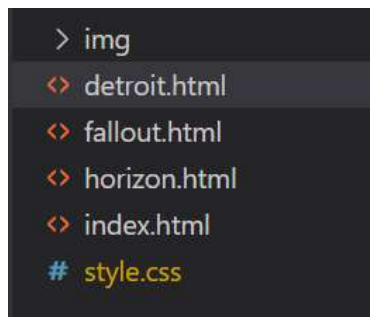 > img
<> detroit.html
<> fallout.html
<> horizon.html
<> index.html
# style.css